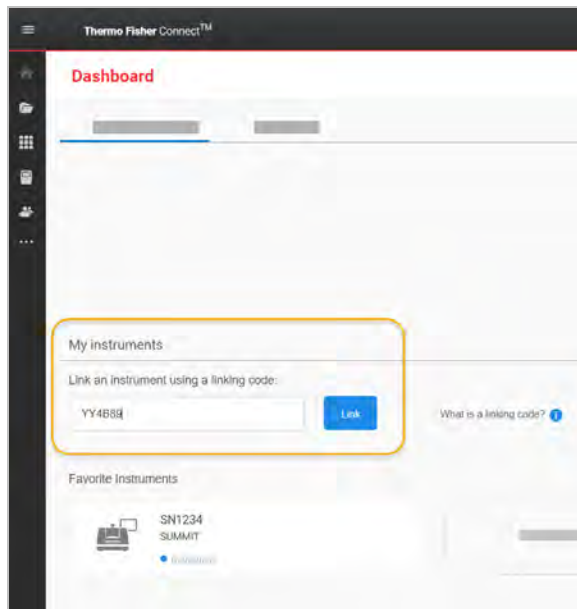 Thermo Fisher Connect™
Dashboard
My instruments
Link an instrument using a linking code:
YY4B89
Link
What is a linking code?
Favorite Instruments
SN1234
SUMMIT